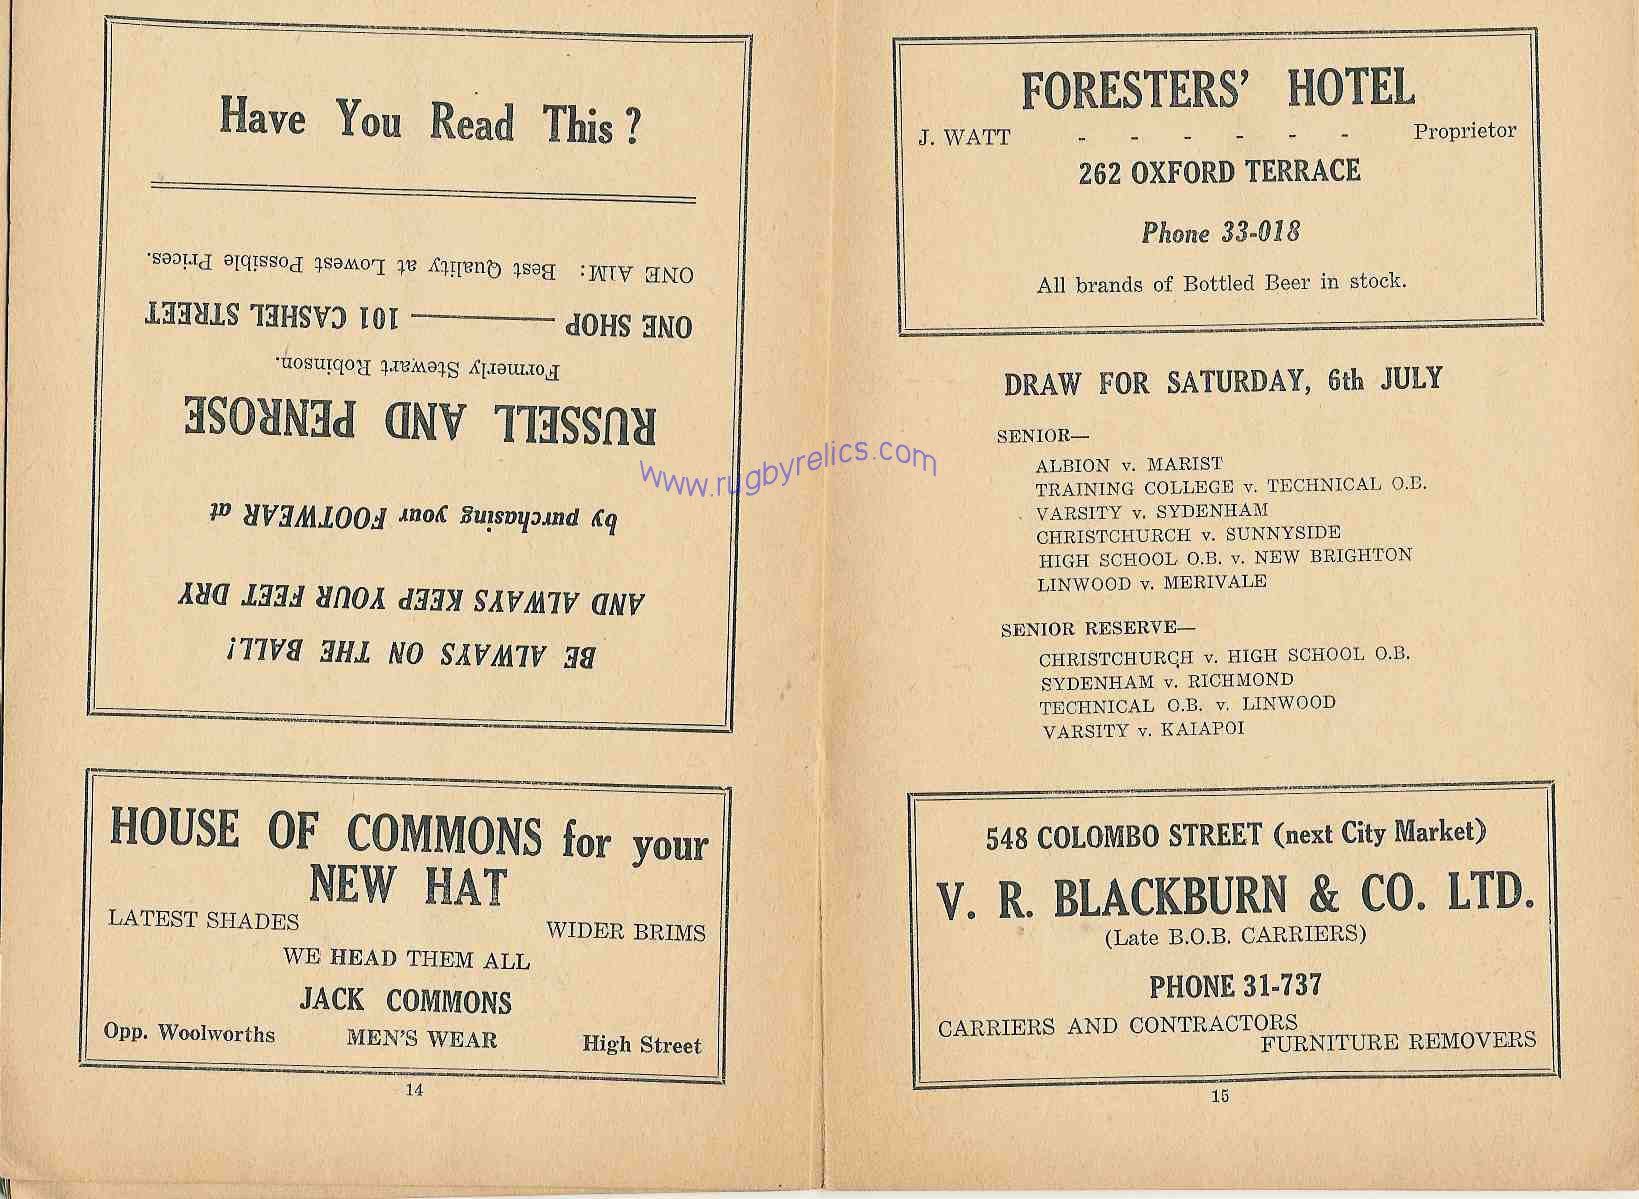 Have You Read This?
BE ALWAYS ON THE BALL!
AND ALWAYS KEEP YOUR FEET DRY
by purchasing your FOOTWEAR at
RUSSELL AND PENROSE
Formerly Stewart Robinson.
ONE SHOP ———— 101 CASHEL STREET
ONE AIM: Best Quality at Lowest Possible Prices.
HOUSE OF COMMONS for your
NEW HAT
LATEST SHADES WIDER BRIMS
WE HEAD THEM ALL
JACK COMMONS
Opp. Woolworths MEN'S WEAR High Street
14
FORESTERS' HOTEL
J. WATT - - - - - - Proprietor
262 OXFORD TERRACE
Phone 33-018
All brands of Bottled Beer in stock.
DRAW FOR SATURDAY, 6th JULY
SENIOR—
ALBION v. MARIST
TRAINING COLLEGE v. TECHNICAL O.B.
VARSITY v. SYDENHAM
CHRISTCHURCH v. SUNNYSIDE
HIGH SCHOOL O.B. v. NEW BRIGHTON
LINWOOD v. MERIVALE
SENIOR RESERVE—
CHRISTCHURCH v. HIGH SCHOOL O.B.
SYDENHAM v. RICHMOND
TECHNICAL O.B. v. LINWOOD
VARSITY v. KAIAPOI
548 COLOMBO STREET (next City Market)
V. R. BLACKBURN & CO. LTD.
(Late B.O.B. CARRIERS)
PHONE 31-737
CARRIERS AND CONTRACTORS
FURNITURE REMOVERS
15
www.rugbyrelics.com